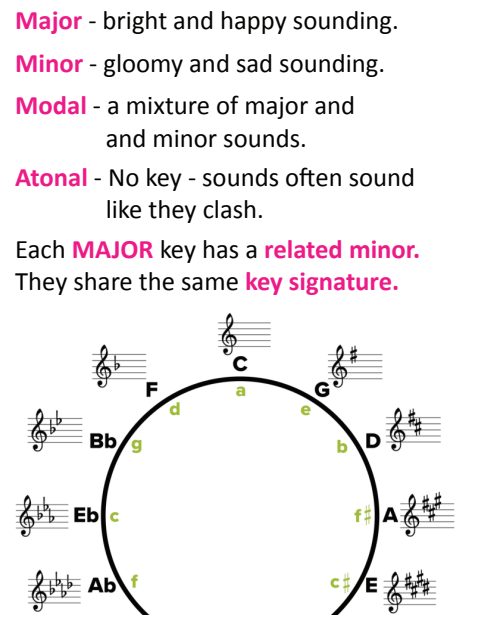 Major - bright and happy sounding.
Minor - gloomy and sad sounding.
Modal - a mixture of major and
and minor sounds.
Atonal - No key - sounds often sound
like they clash.
Each MAJOR key has a related minor.
They share the same key signature.
C
F G
a
d e
Bb D
g b
Eb c f♯ A
Ab f c♯ E